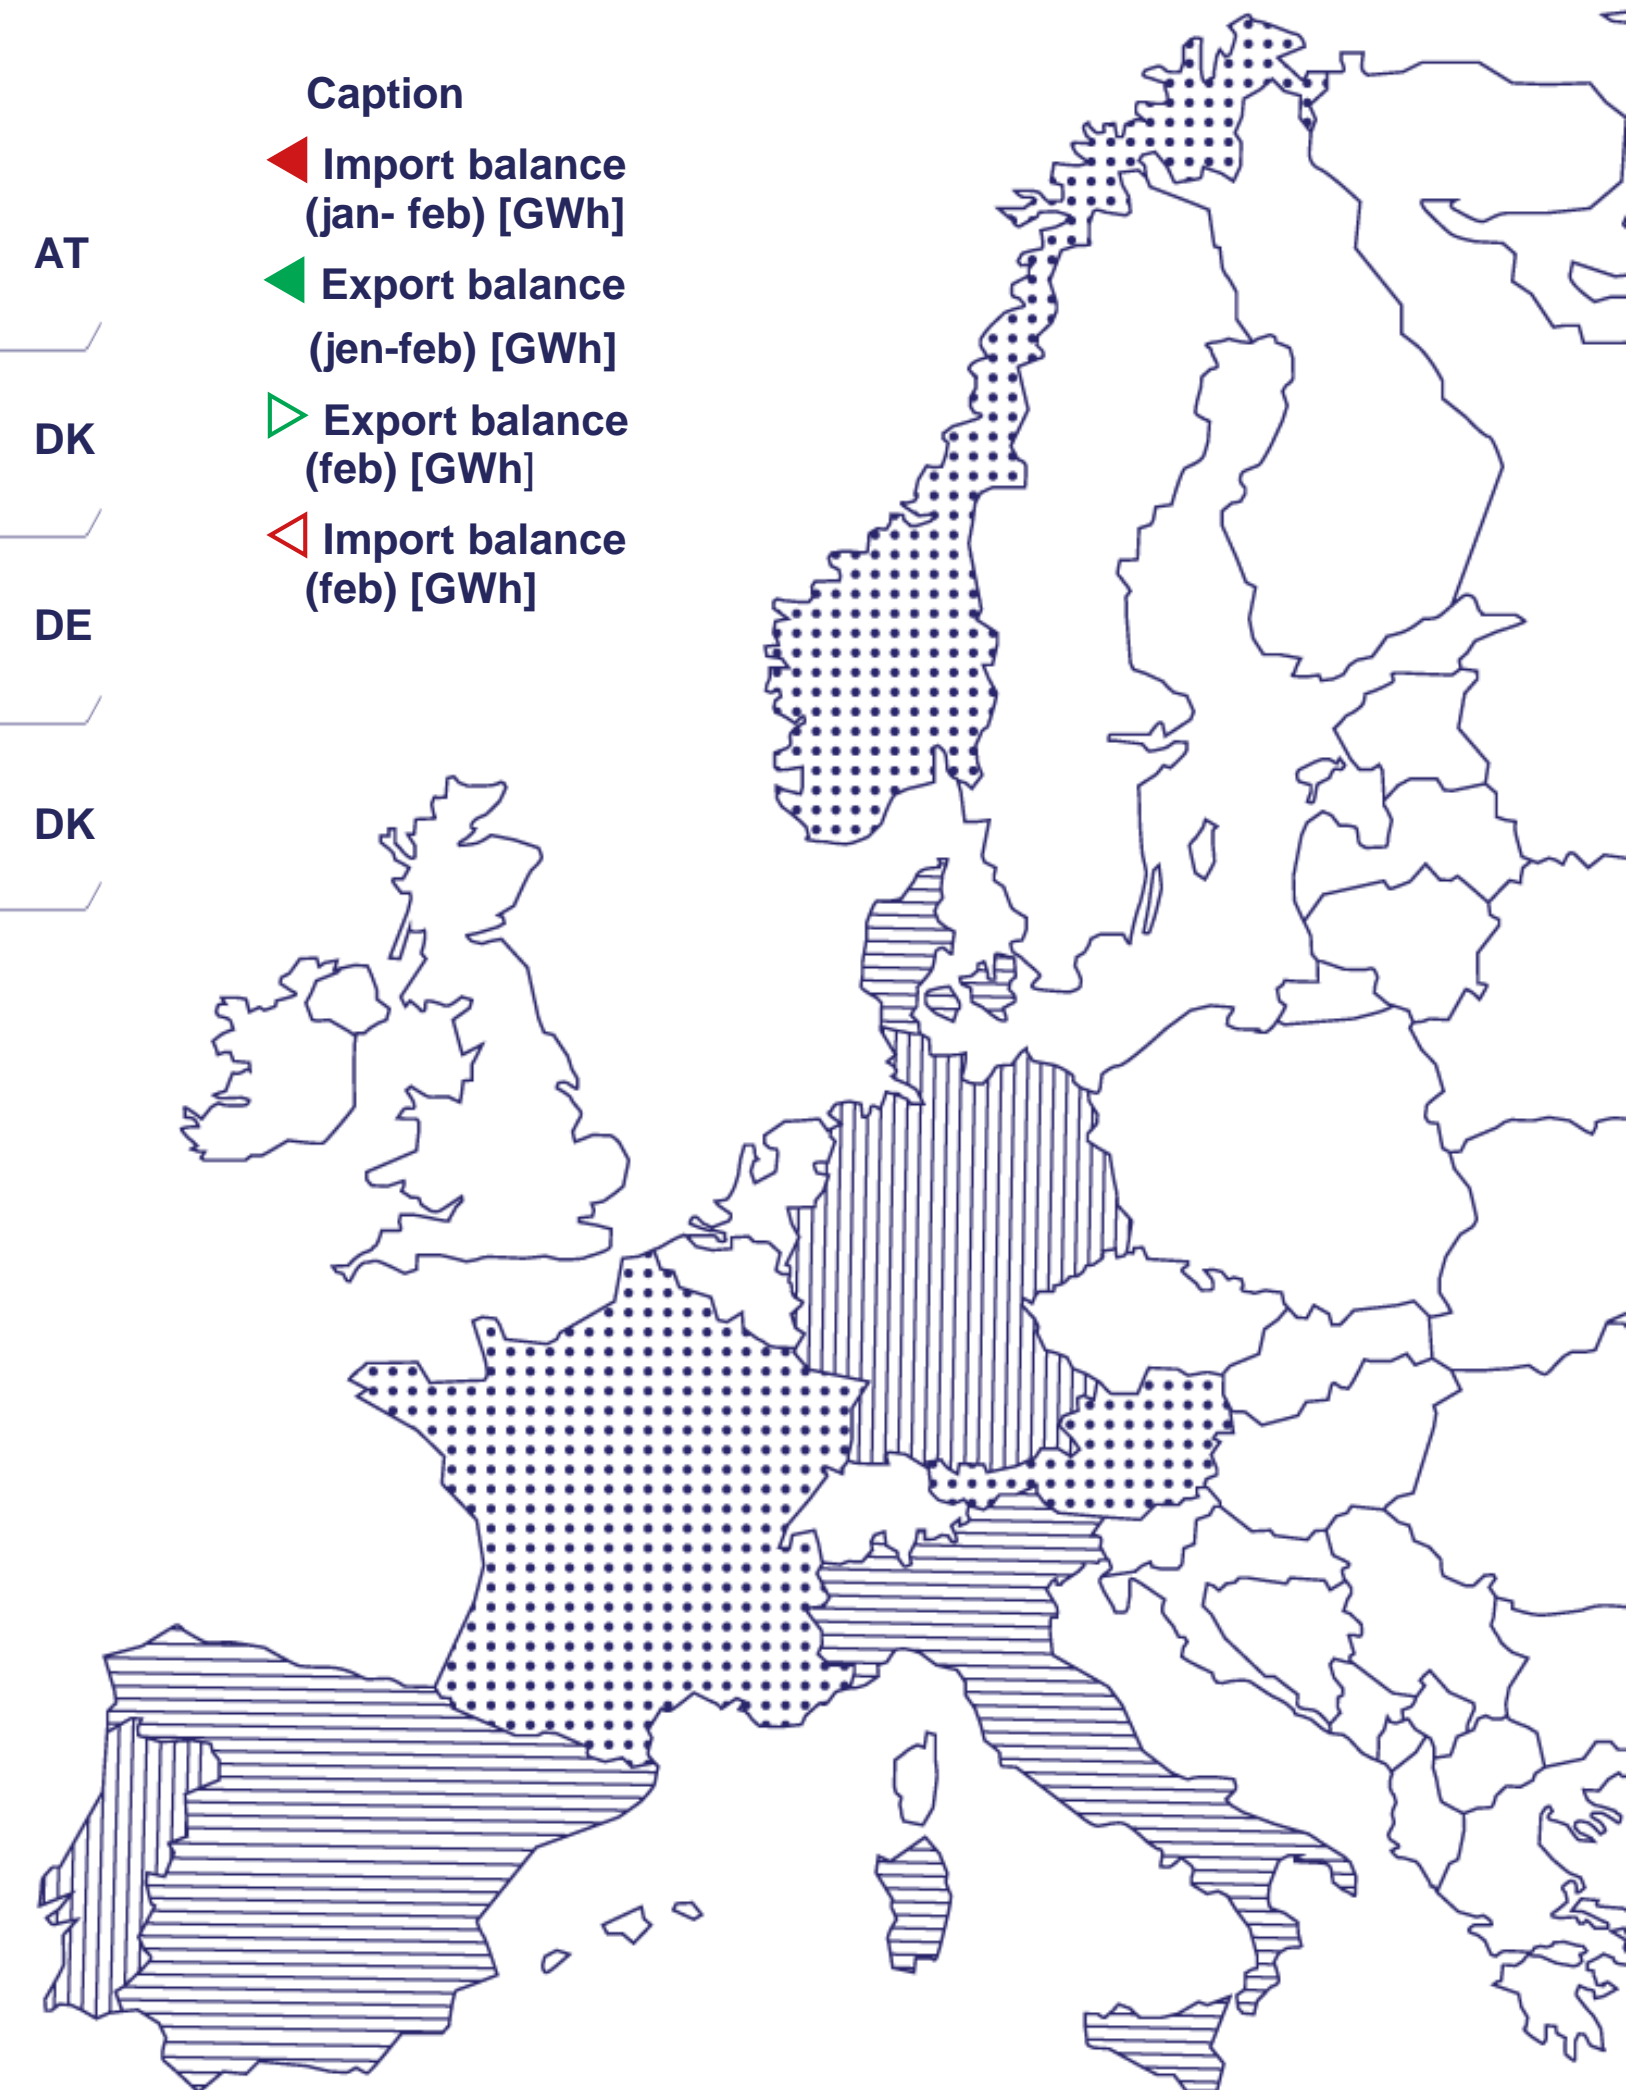 Caption
Import balance
(jan- feb) [GWh]
Export balance
(jen-feb) [GWh]
Export balance
(feb) [GWh]
Import balance
(feb) [GWh]
AT
DK
DE
DK